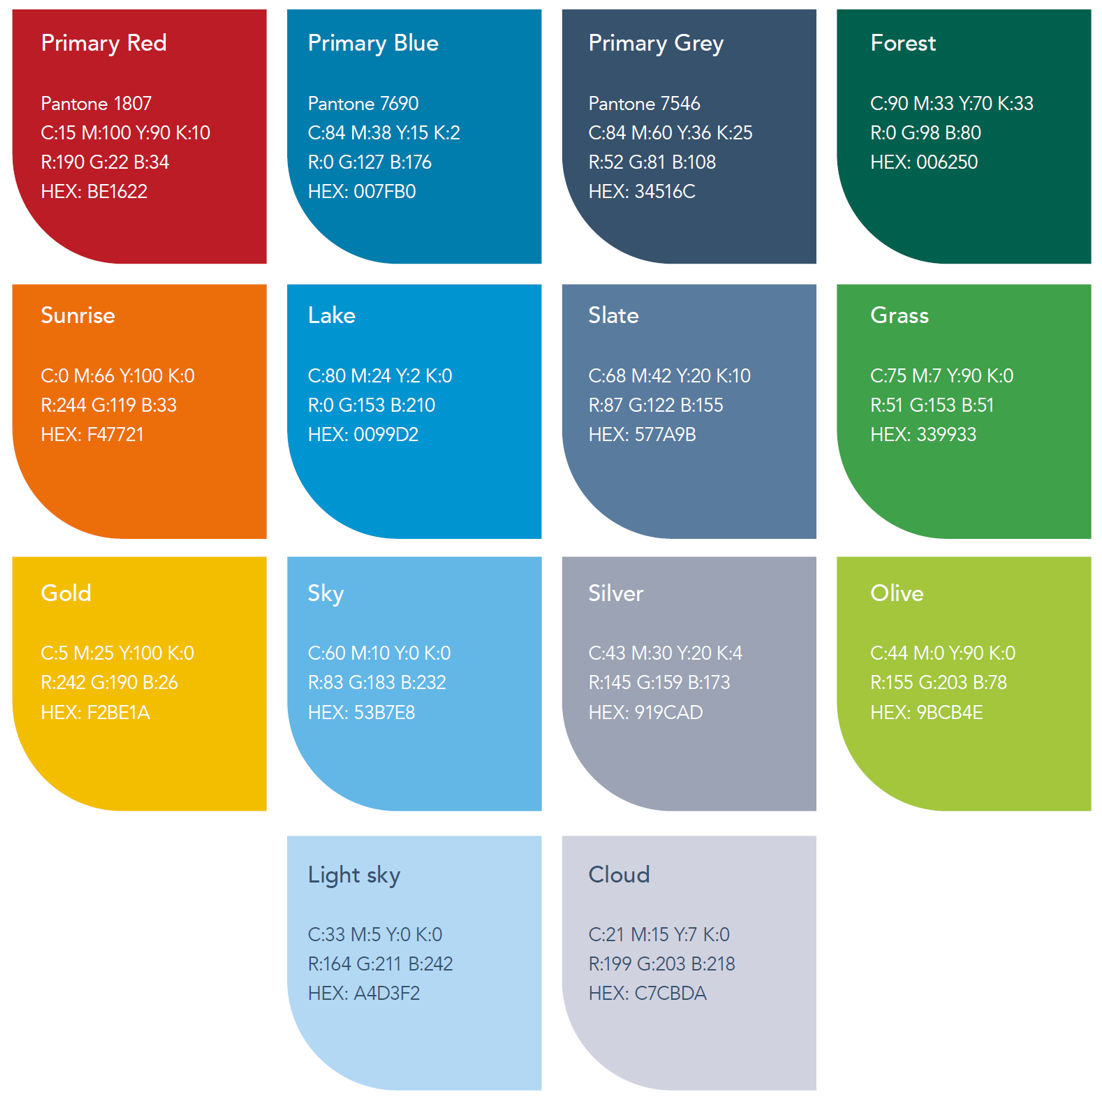 Primary Red
Pantone 1807
C:15 M:100 Y:90 K:10
R:190 G:22 B:34
HEX: BE1622
Primary Blue
Pantone 7690
C:84 M:38 Y:15 K:2
R:0 G:127 B:176
HEX: 007FB0
Primary Grey
Pantone 7546
C:84 M:60 Y:36 K:25
R:52 G:81 B:108
HEX: 34516C
Forest
C:90 M:33 Y:70 K:33
R:0 G:98 B:80
HEX: 006250
Sunrise
C:0 M:66 Y:100 K:0
R:244 G:119 B:33
HEX: F47721
Lake
C:80 M:24 Y:2 K:0
R:0 G:153 B:210
HEX: 0099D2
Slate
C:68 M:42 Y:20 K:10
R:87 G:122 B:155
HEX: 577A9B
Grass
C:75 M:7 Y:90 K:0
R:51 G:153 B:51
HEX: 339933
Gold
C:5 M:25 Y:100 K:0
R:242 G:190 B:26
HEX: F2BE1A
Sky
C:60 M:10 Y:0 K:0
R:83 G:183 B:232
HEX: 53B7E8
Silver
C:43 M:30 Y:20 K:4
R:145 G:159 B:173
HEX: 919CAD
Olive
C:44 M:0 Y:90 K:0
R:155 G:203 B:78
HEX: 9BCB4E
Light sky
C:33 M:5 Y:0 K:0
R:164 G:211 B:242
HEX: A4D3F2
Cloud
C:21 M:15 Y:7 K:0
R:199 G:203 B:218
HEX: C7CBDA